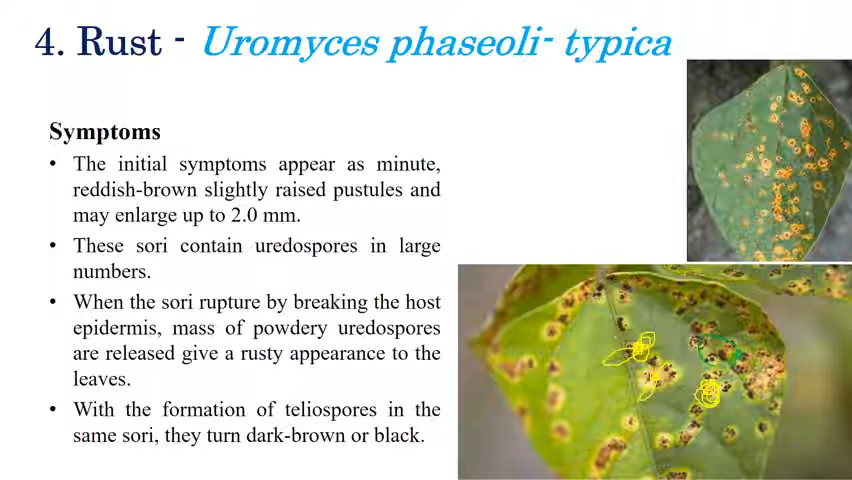 4. Rust - Uromyces phaseoli- typica
Symptoms
• The initial symptoms appear as minute,
reddish-brown slightly raised pustules and
may enlarge up to 2.0 mm.
• These sori contain uredospores in large
numbers.
• When the sori rupture by breaking the host
epidermis, mass of powdery uredospores
are released give a rusty appearance to the
leaves.
• With the formation of teliospores in the
same sori, they turn dark-brown or black.